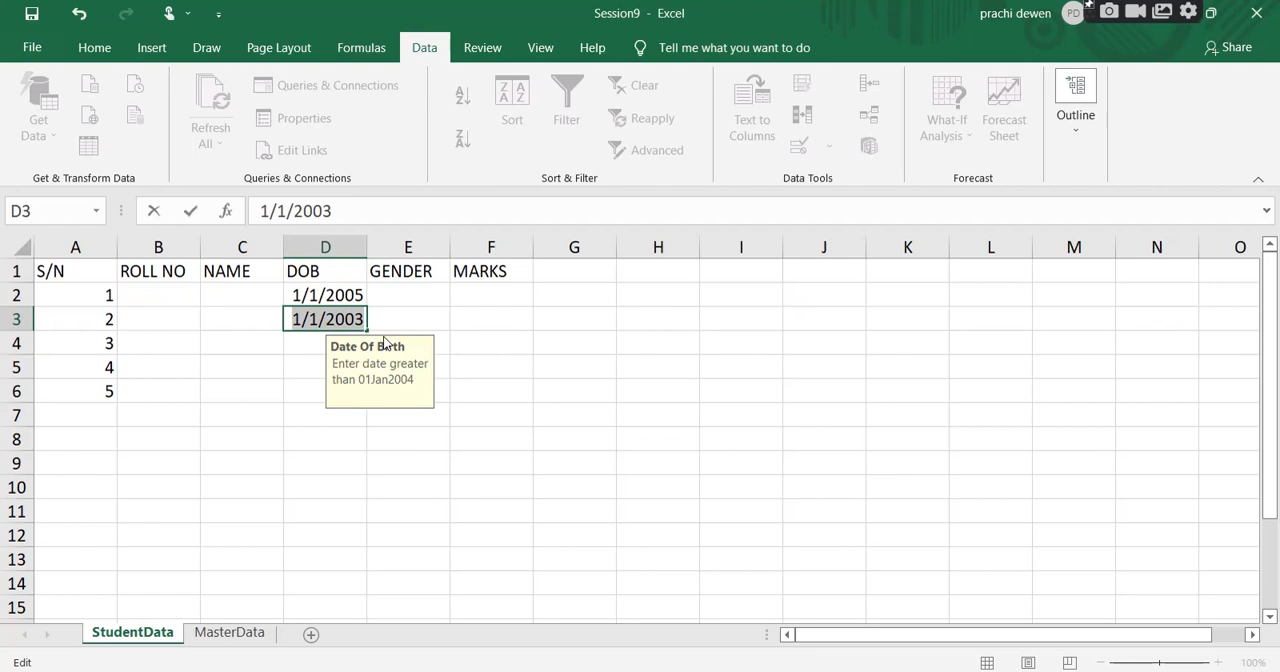 Session9 - Excel
prachi dewen PD
File Home Insert Draw Page Layout Formulas Data Review View Help Tell me what you want to do Share
Get Data
Refresh All
Queries & Connections
Properties
Edit Links
Sort
Filter
Clear
Reapply
Advanced
Text to Columns
What-If Analysis
Forecast Sheet
Outline
Get & Transform Data Queries & Connections Sort & Filter Data Tools Forecast
D3 fx 1/1/2003
A B C D E F G H I J K L M N O
1 S/N ROLL NO NAME DOB GENDER MARKS
2 1 1/1/2005
3 2 1/1/2003
4 3
Date Of Birth
Enter date greater
than 01Jan2004
5 4
6 5
7
8
9
10
11
12
13
14
15
StudentData MasterData
Edit 100%